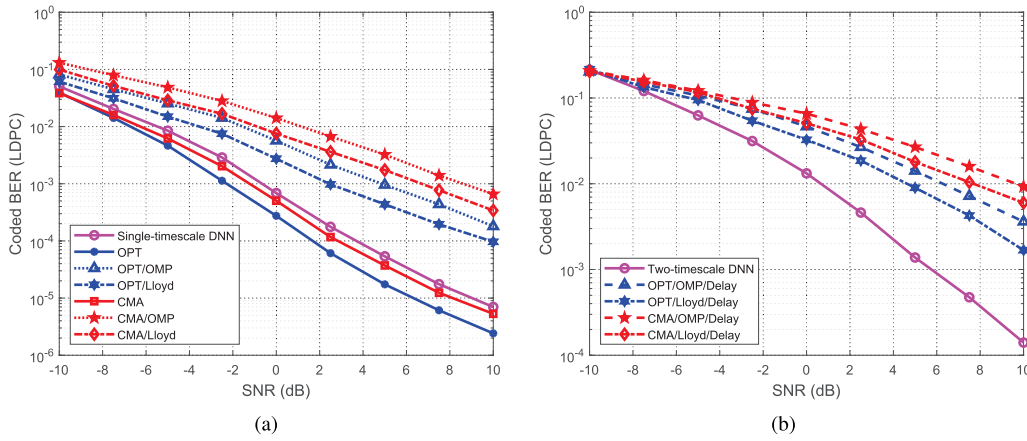 10^0
10^-1
10^-2
10^-3
10^-4
10^-5
10^-6
Coded BER (LDPC)
-10 -8 -6 -4 -2 0 2 4 6 8 10
SNR (dB)
Single-timescale DNN
OPT
OPT/OMP
OPT/Lloyd
CMA
CMA/OMP
CMA/Lloyd
(a)
10^0
10^-1
10^-2
10^-3
10^-4
Coded BER (LDPC)
-10 -8 -6 -4 -2 0 2 4 6 8 10
SNR (dB)
Two-timescale DNN
OPT/OMP/Delay
OPT/Lloyd/Delay
CMA/OMP/Delay
CMA/Lloyd/Delay
(b)